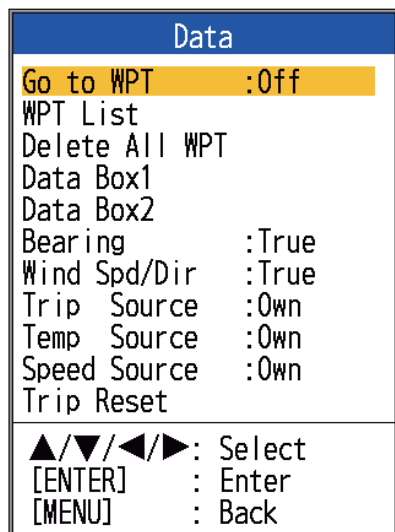 Data
Go to WPT :Off
WPT List
Delete All WPT
Data Box1
Data Box2
Bearing :True
Wind Spd/Dir :True
Trip Source :Own
Temp Source :Own
Speed Source :Own
Trip Reset
▲/▼/◀/▶: Select
[ENTER] : Enter
[MENU] : Back